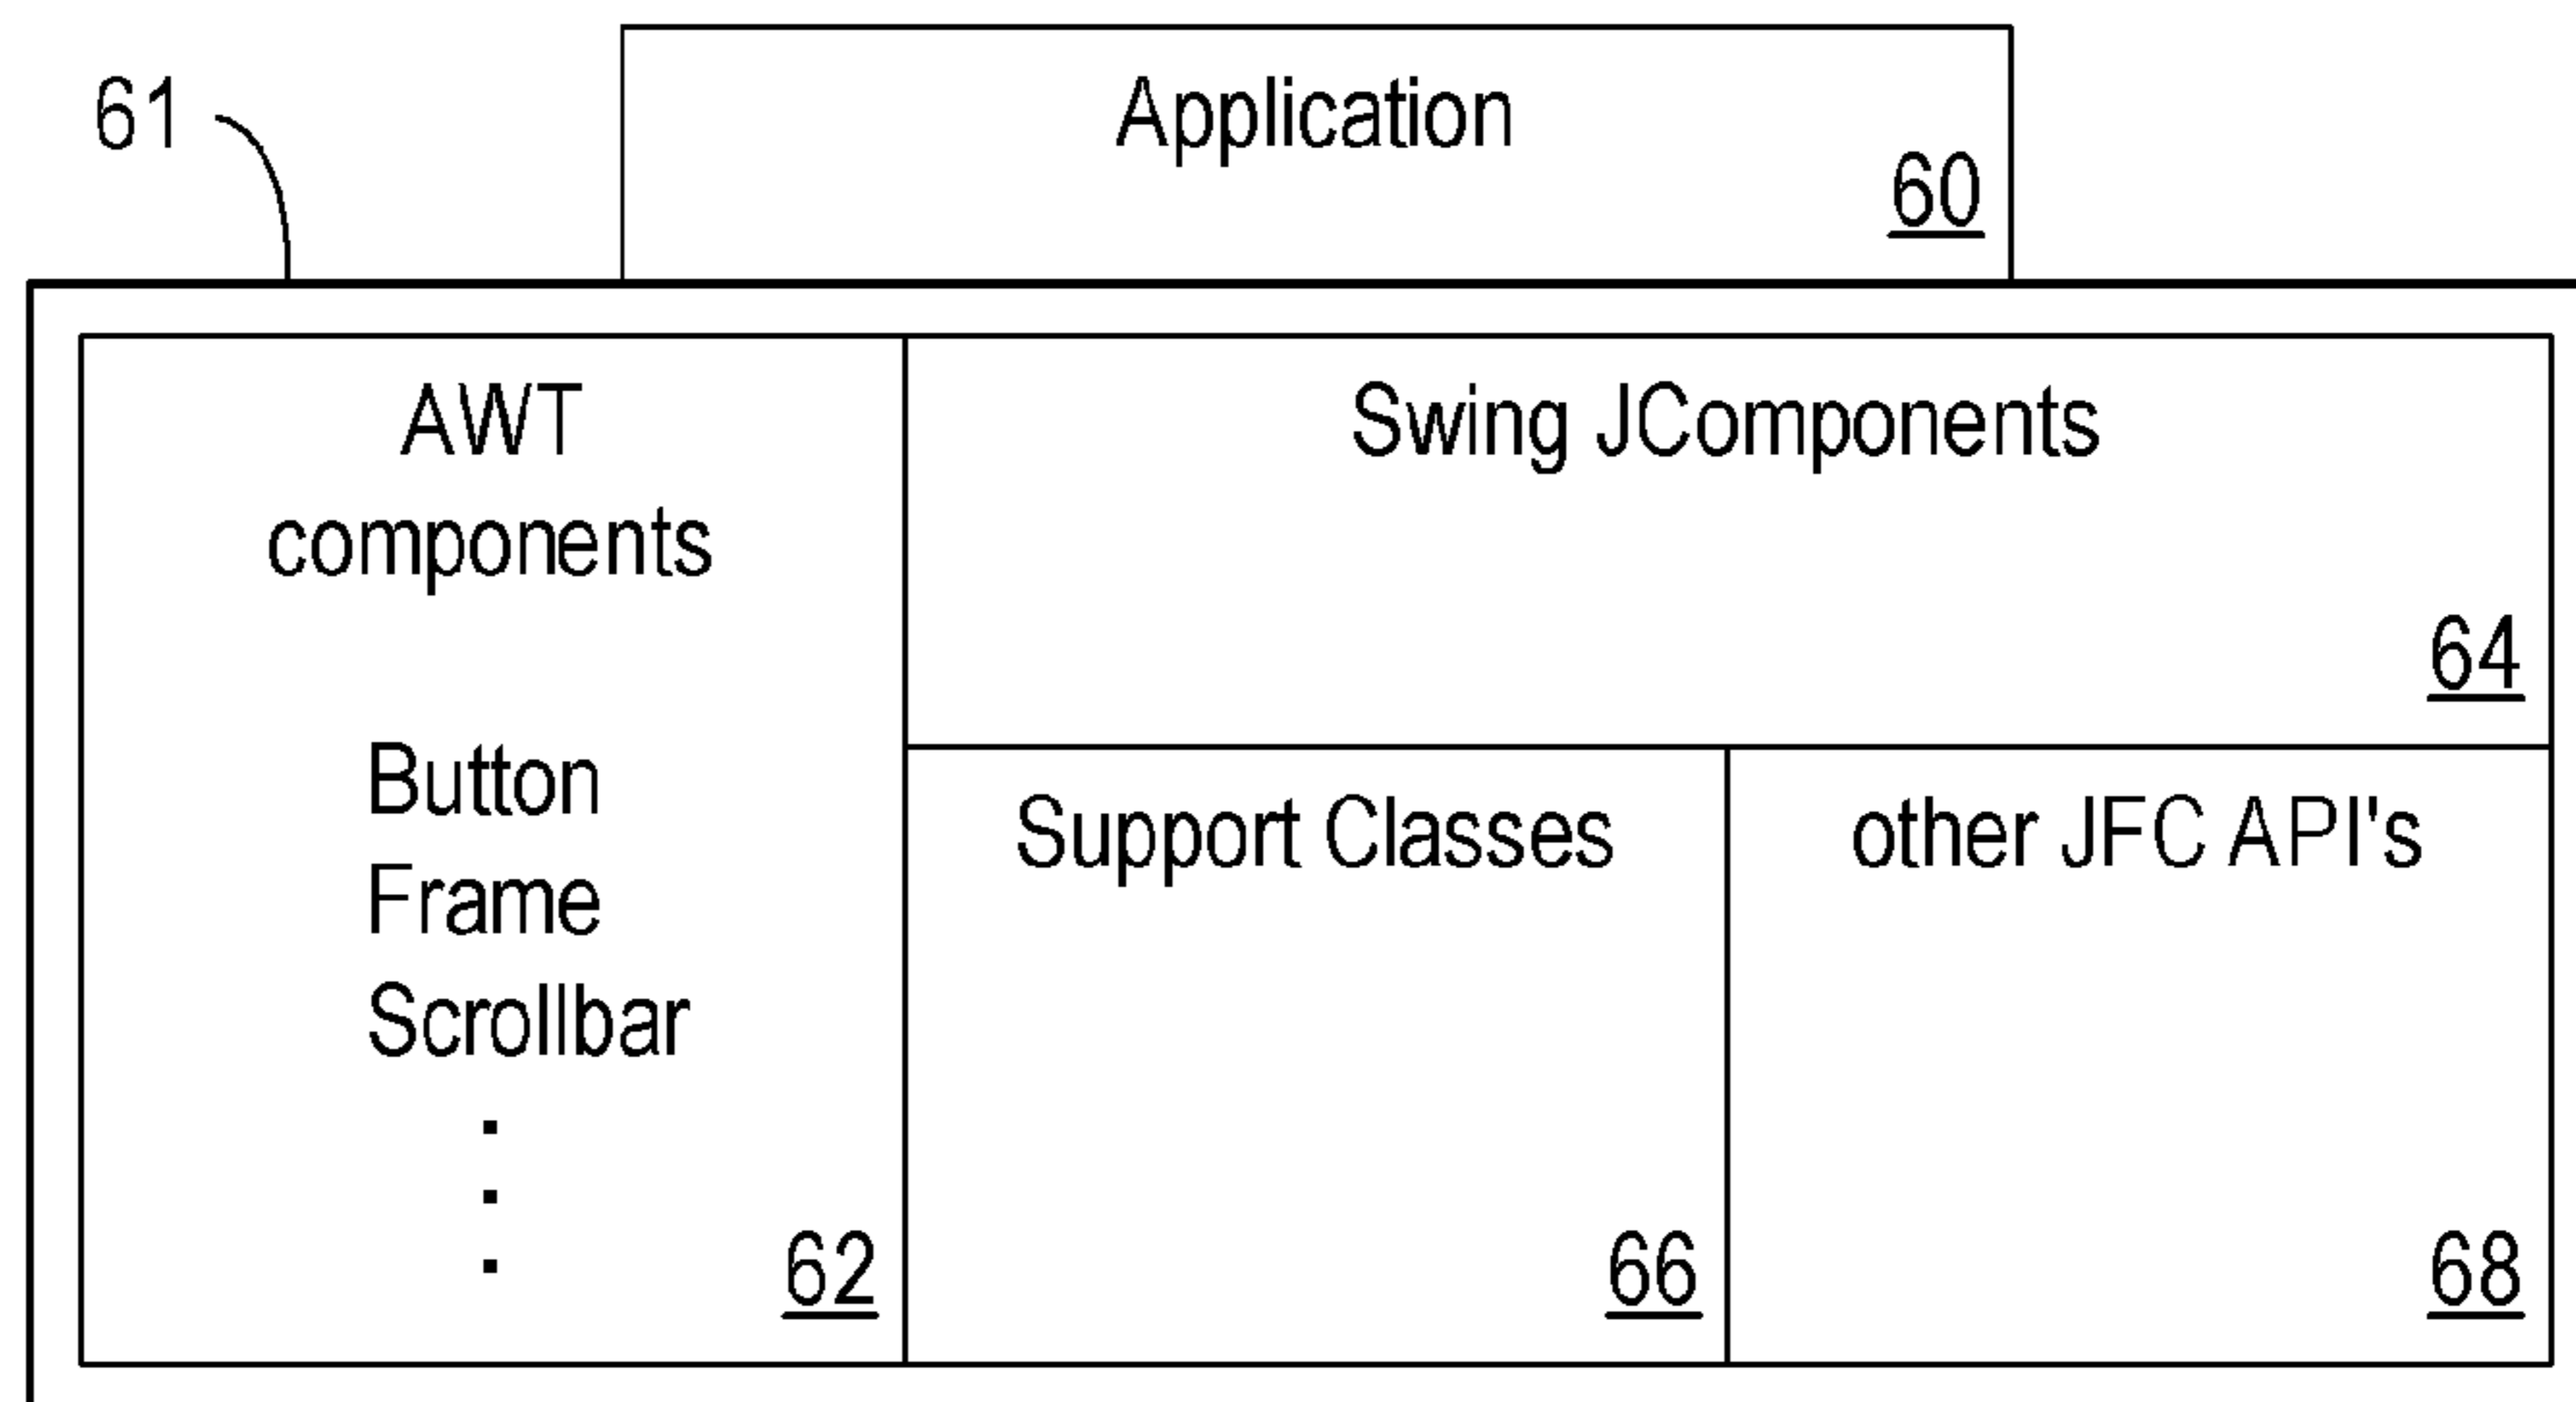 61
Application
60
AWT
components
Button
Frame
Scrollbar
62
Swing JComponents
64
Support Classes
66
other JFC API's
68